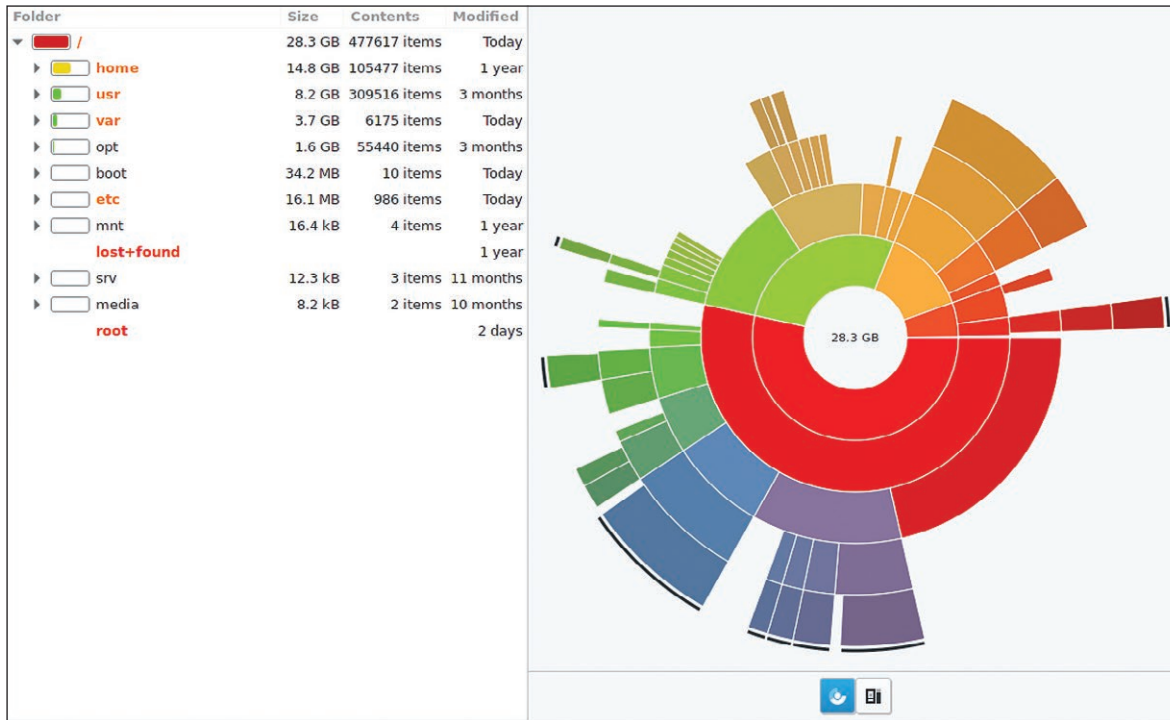 Folder Size Contents Modified
/ 28.3 GB 477617 items Today
home 14.8 GB 105477 items 1 year
usr 8.2 GB 309516 items 3 months
var 3.7 GB 6175 items Today
opt 1.6 GB 55440 items 3 months
boot 34.2 MB 10 items Today
etc 16.1 MB 986 items Today
mnt 16.4 kB 4 items 1 year
lost+found 1 year
srv 12.3 kB 3 items 11 months
media 8.2 kB 2 items 10 months
root 2 days
28.3 GB